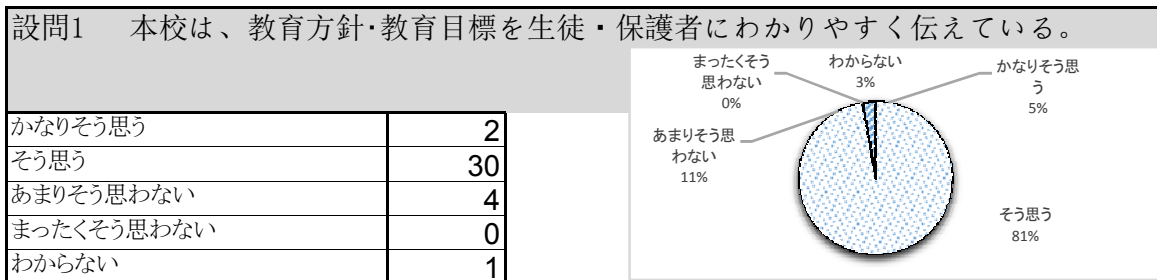 設問1 本校は、教育方針･教育目標を生徒・保護者にわかりやすく伝えている。
かなりそう思う 2
そう思う 30
あまりそう思わない 4
まったくそう思わない 0
わからない 1
まったくそう
思わない
0%
わからない
3%
かなりそう思
う
5%
あまりそう思
わない
11%
そう思う
81%